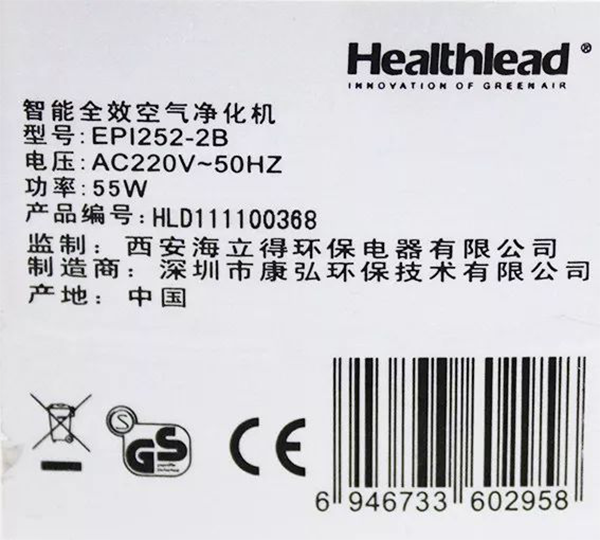 Healthlead®
INNOVATION OF GREEN AIR
智能全效空气净化机
型号:EPI252-2B
电压:AC220V~50HZ
功率:55W
产品编号:HLD111100368
监制：西安海立得环保电器有限公司
制造商：深圳市康弘环保技术有限公司
产地：中国
S
GS
CE
6 946733 602958